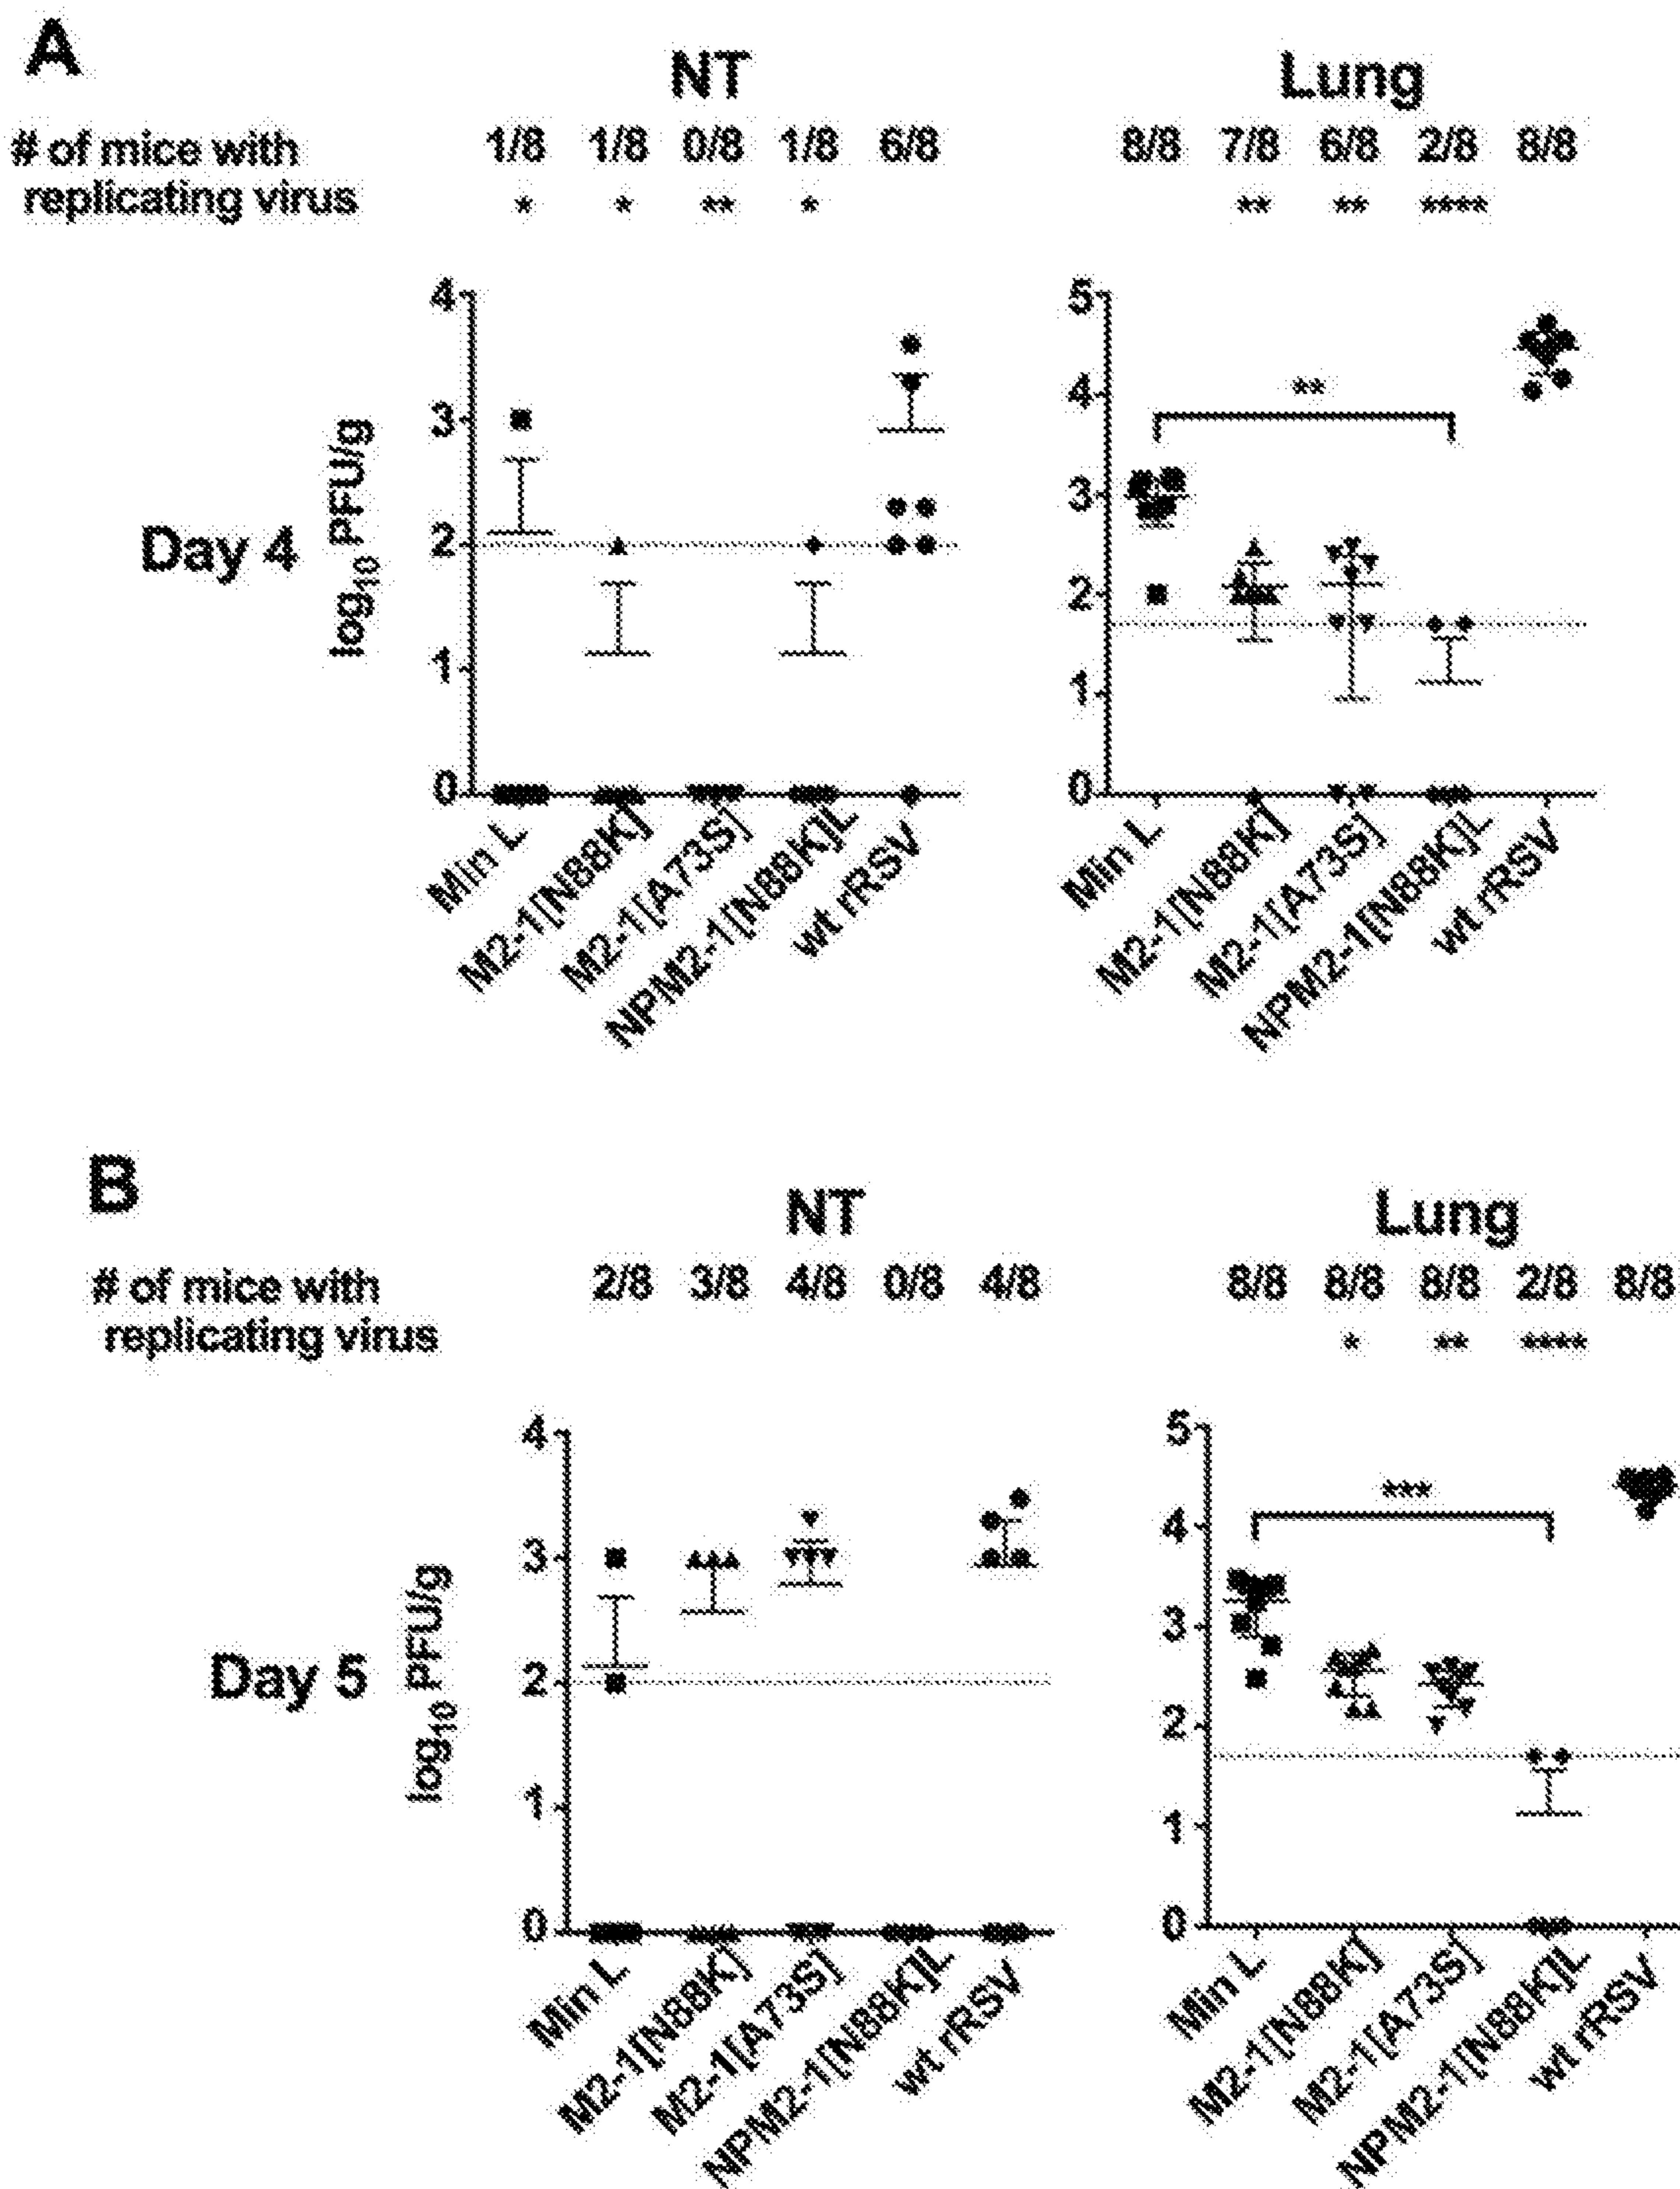 A
NT Lung
# of mice with 1/8 1/8 0/8 1/8 6/8 8/8 7/8 6/8 2/8 8/8
replicating virus * * ** * ** ** ****
Day 4
log10 PFU/g
4
3
2
1
0
Min L
M2-1[N88K]
M2-1[A73S]
NPM2-1[N88K]L
wt rRSV
**
5
4
3
2
1
0
Min L
M2-1[N88K]
M2-1[A73S]
NPM2-1[N88K]L
wt rRSV
B
NT Lung
# of mice with 2/8 3/8 4/8 0/8 4/8 8/8 8/8 8/8 2/8 8/8
replicating virus * ** ****
Day 5
log10 PFU/g
4
3
2
1
0
Min L
M2-1[N88K]
M2-1[A73S]
NPM2-1[N88K]L
wt rRSV
***
5
4
3
2
1
0
Min L
M2-1[N88K]
M2-1[A73S]
NPM2-1[N88K]L
wt rRSV